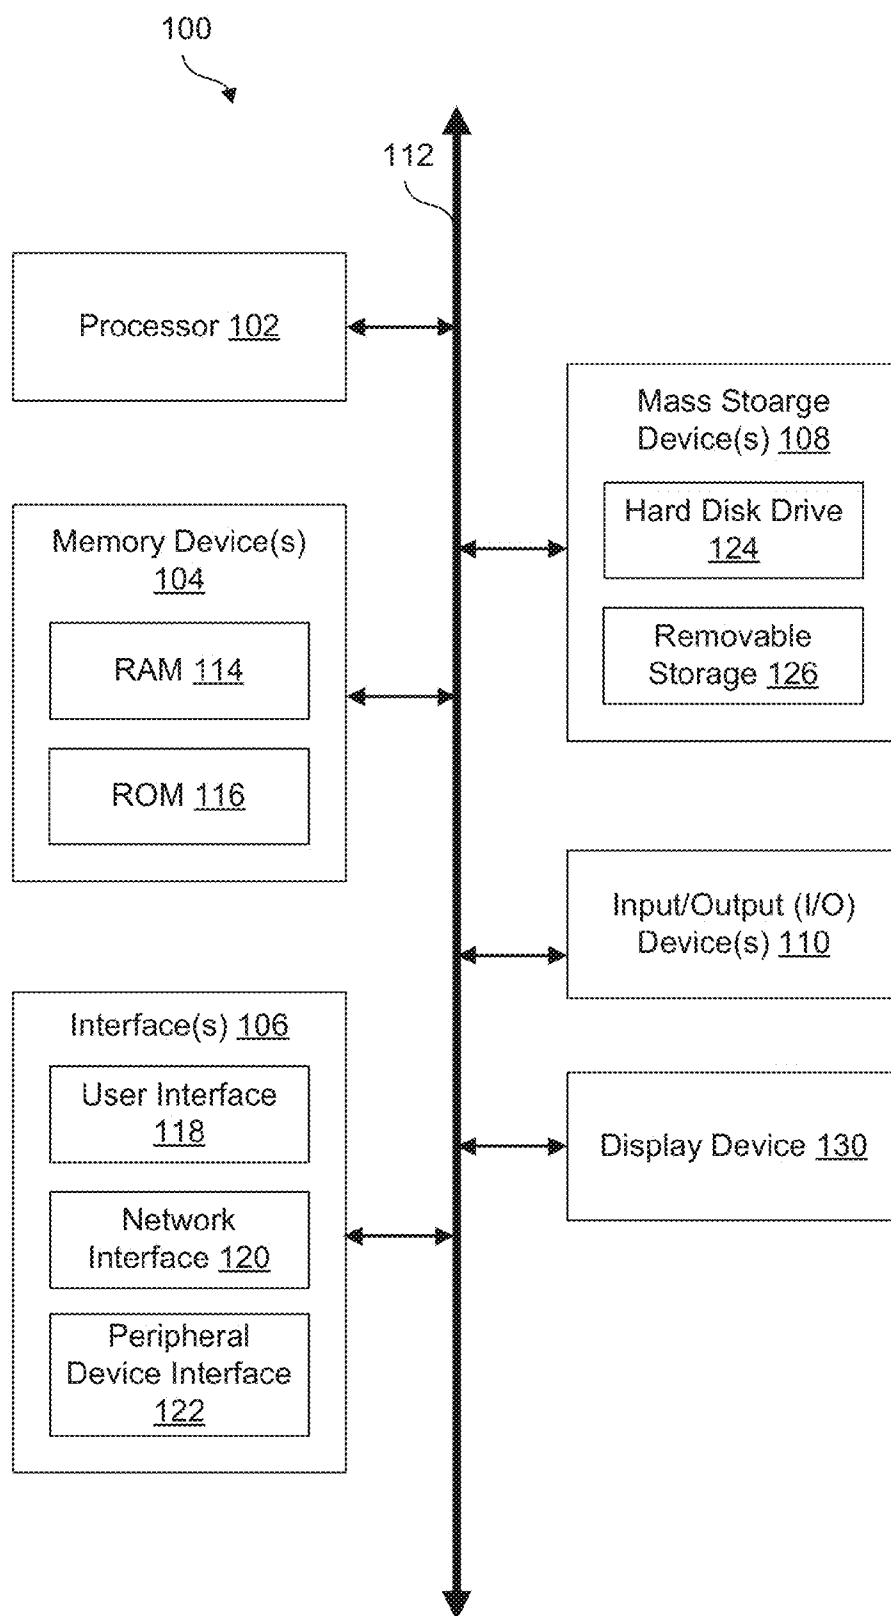 100
112
Processor 102
Memory Device(s)
104
RAM 114
ROM 116
Interface(s) 106
User Interface
118
Network
Interface 120
Peripheral
Device Interface
122
Mass Stoarge
Device(s) 108
Hard Disk Drive
124
Removable
Storage 126
Input/Output (I/O)
Device(s) 110
Display Device 130